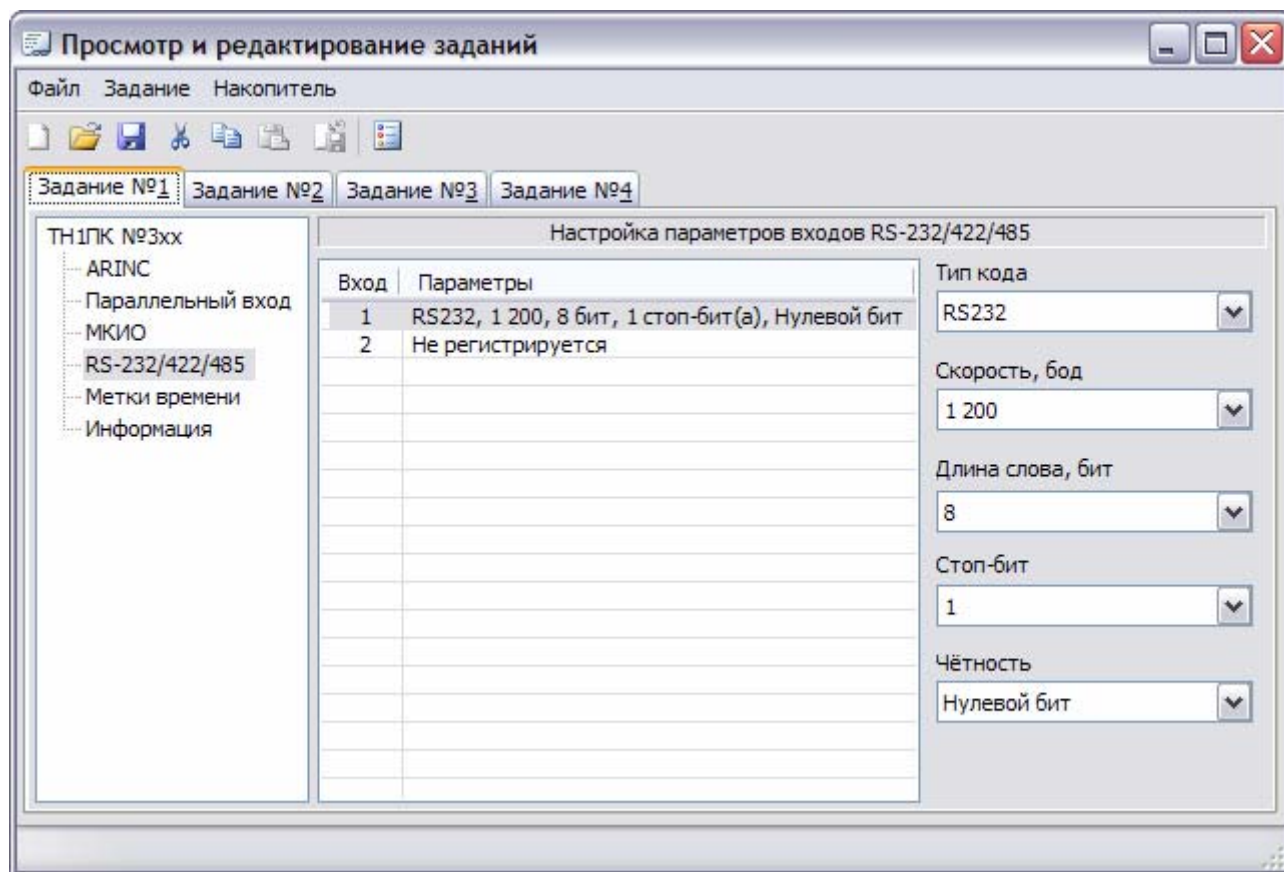 Просмотр и редактирование заданий
Файл Задание Накопитель
Задание №1 Задание №2 Задание №3 Задание №4
ТН1ПК №3xx
ARINC
Параллельный вход
МКИО
RS-232/422/485
Метки времени
Информация
Настройка параметров входов RS-232/422/485
Вход Параметры
1 RS232, 1 200, 8 бит, 1 стоп-бит(а), Нулевой бит
2 Не регистрируется
Тип кода
RS232
Скорость, бод
1 200
Длина слова, бит
8
Стоп-бит
1
Чётность
Нулевой бит